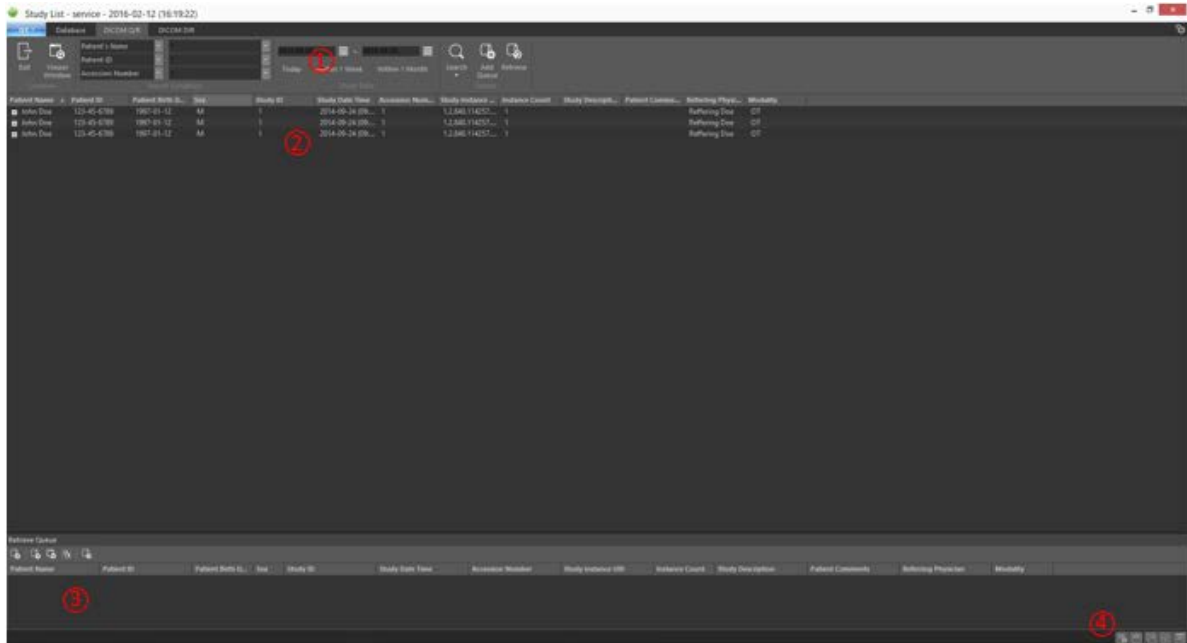 Study List - service - 2016-02-12 (16:19:22)
Database DICOM Q/R DICOM DIR
Patient's Name
Patient ID
Accession Number
Exit Viewer Window
① ~
Today 1 Week Within 1 Month
Search Add Queue Retrieve
Study Date
Patient Name Patient ID Patient Birth D... Sex Study ID Study Date Time Accession Num... Study Instance ... Instance Count Study Descripti... Patient Comme... Referring Physi... Modality
John Doe 123-45-6789 1997-01-12 M 1 2014-09-24 (09:... 1 1.2.840.114257.... 1 Reffering Doe OT
John Doe 123-45-6789 1997-01-12 M 1 2014-09-24 (09:... 1 1.2.840.114257.... 1 Reffering Doe OT
John Doe 123-45-6789 1997-01-12 M 1 2014-09-24 (09:... 1 1.2.840.114257.... 1 Reffering Doe OT
②
Retrieve Queue
Patient Name Patient ID Patient Birth D... Sex Study ID Study Date Time Accession Number Study Instance UID Instance Count Study Description Patient Comments Referring Physician Modality
③
④